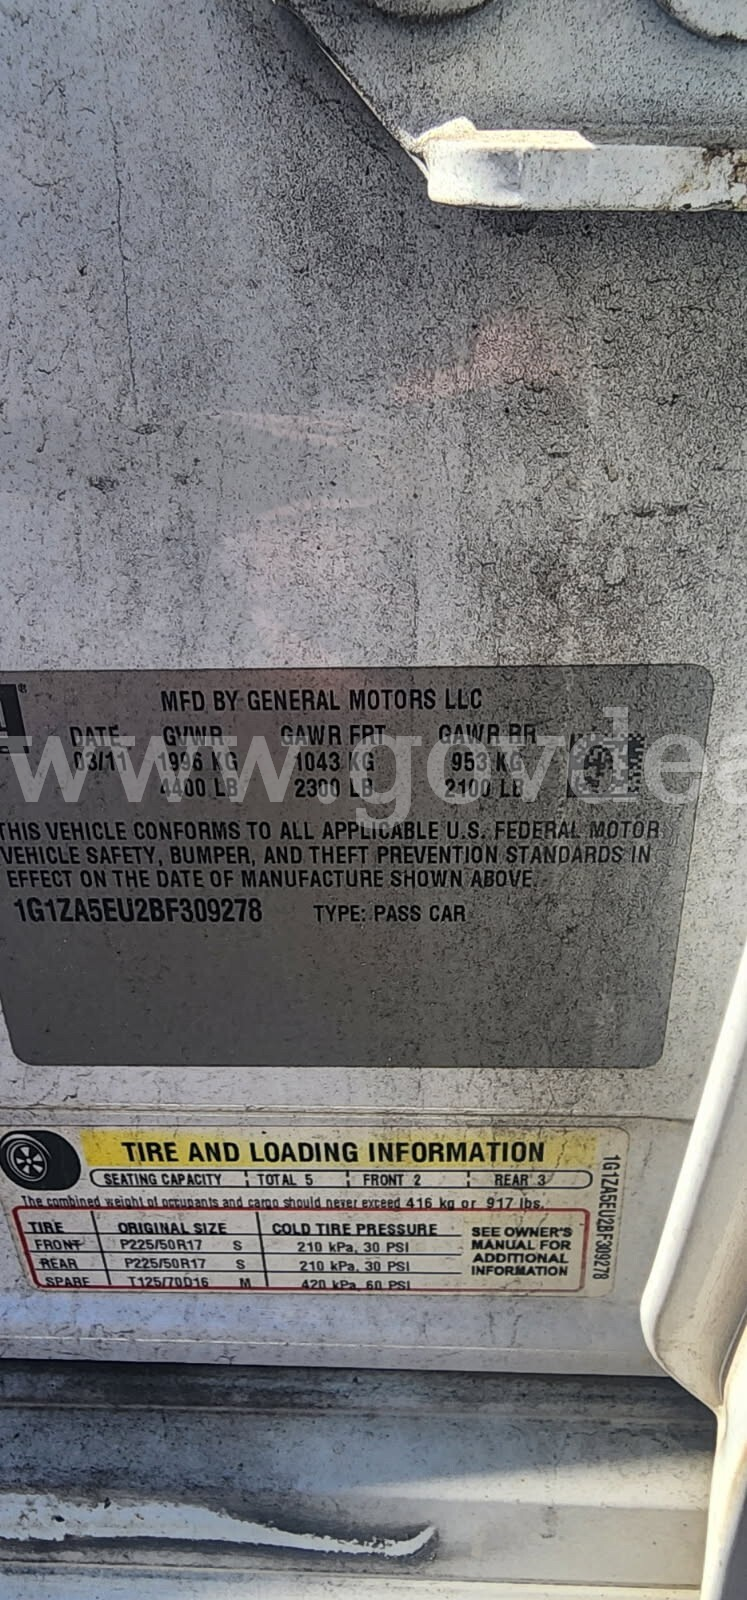 MFD BY GENERAL MOTORS LLC
DATE GVWR GAWR FRT GAWR RR
03/11 1996 KG 1043 KG 953 KG
4400 LB 2300 LB 2100 LB
www.govdea
THIS VEHICLE CONFORMS TO ALL APPLICABLE U.S. FEDERAL MOTOR
VEHICLE SAFETY, BUMPER, AND THEFT PREVENTION STANDARDS IN
EFFECT ON THE DATE OF MANUFACTURE SHOWN ABOVE.
1G1ZA5EU2BF309278 TYPE: PASS CAR
TIRE AND LOADING INFORMATION
SEATING CAPACITY TOTAL 5 FRONT 2 REAR 3
The combined weight of occupants and cargo should never exceed 416 kg or 917 lbs.
TIRE ORIGINAL SIZE COLD TIRE PRESSURE
FRONT P225/50R17 S 210 kPa, 30 PSI
REAR P225/50R17 S 210 kPa, 30 PSI
SPARE T125/70D16 M 420 kPa, 60 PSI
SEE OWNER'S
MANUAL FOR
ADDITIONAL
INFORMATION
1G1ZA5EU2BF309278